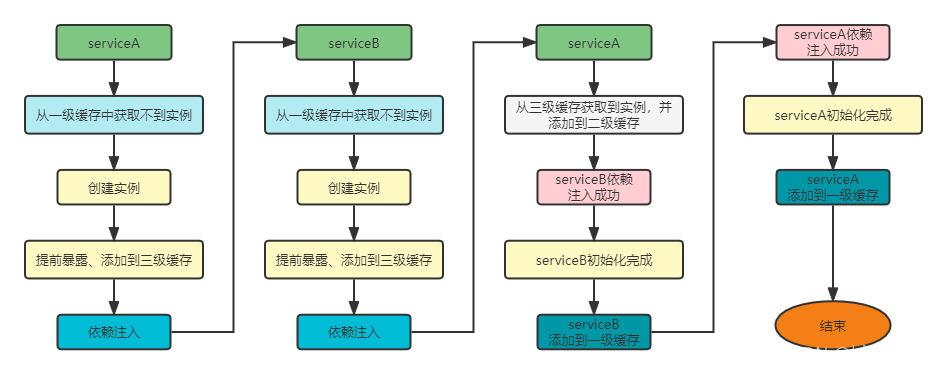 serviceA
从一级缓存中获取不到实例
创建实例
提前暴露、添加到三级缓存
依赖注入
serviceB
从一级缓存中获取不到实例
创建实例
提前暴露、添加到三级缓存
依赖注入
serviceA
从三级缓存获取到实例，并
添加到二级缓存
serviceB依赖
注入成功
serviceB初始化完成
serviceB
添加到一级缓存
serviceA依赖
注入成功
serviceA初始化完成
serviceA
添加到一级缓存
结束